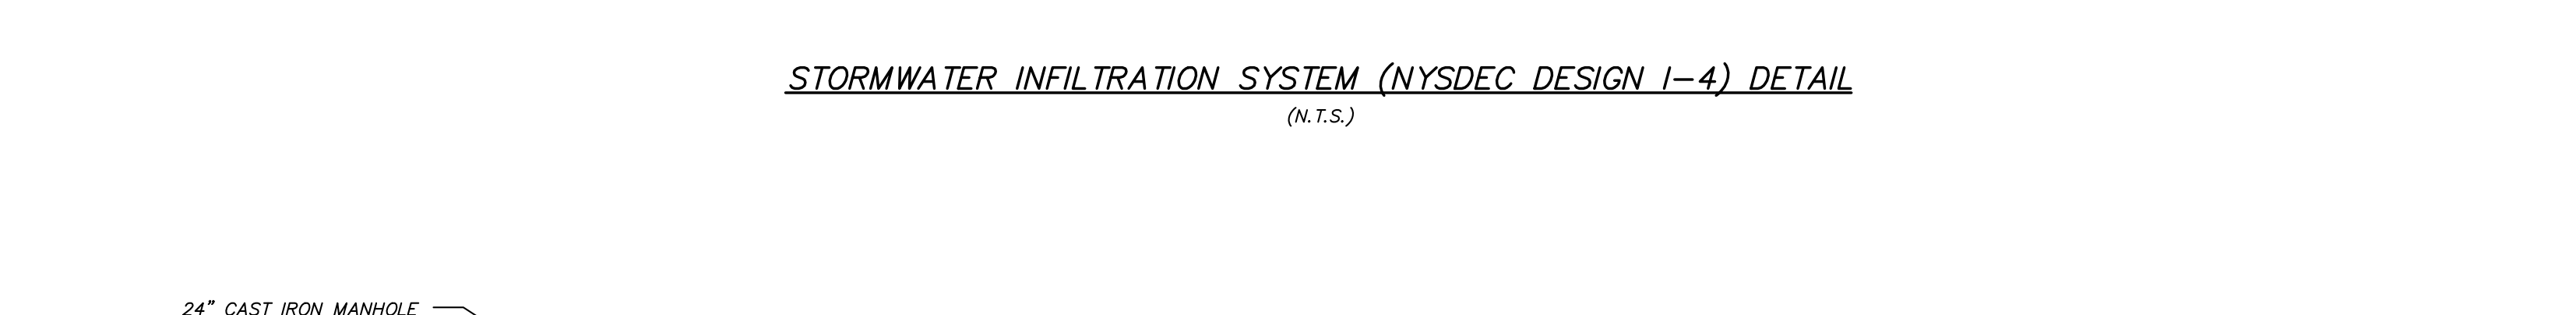 STORMWATER INFILTRATION SYSTEM (NYSDEC DESIGN I-4) DETAIL
(N.T.S.)
24" CAST IRON MANHOLE